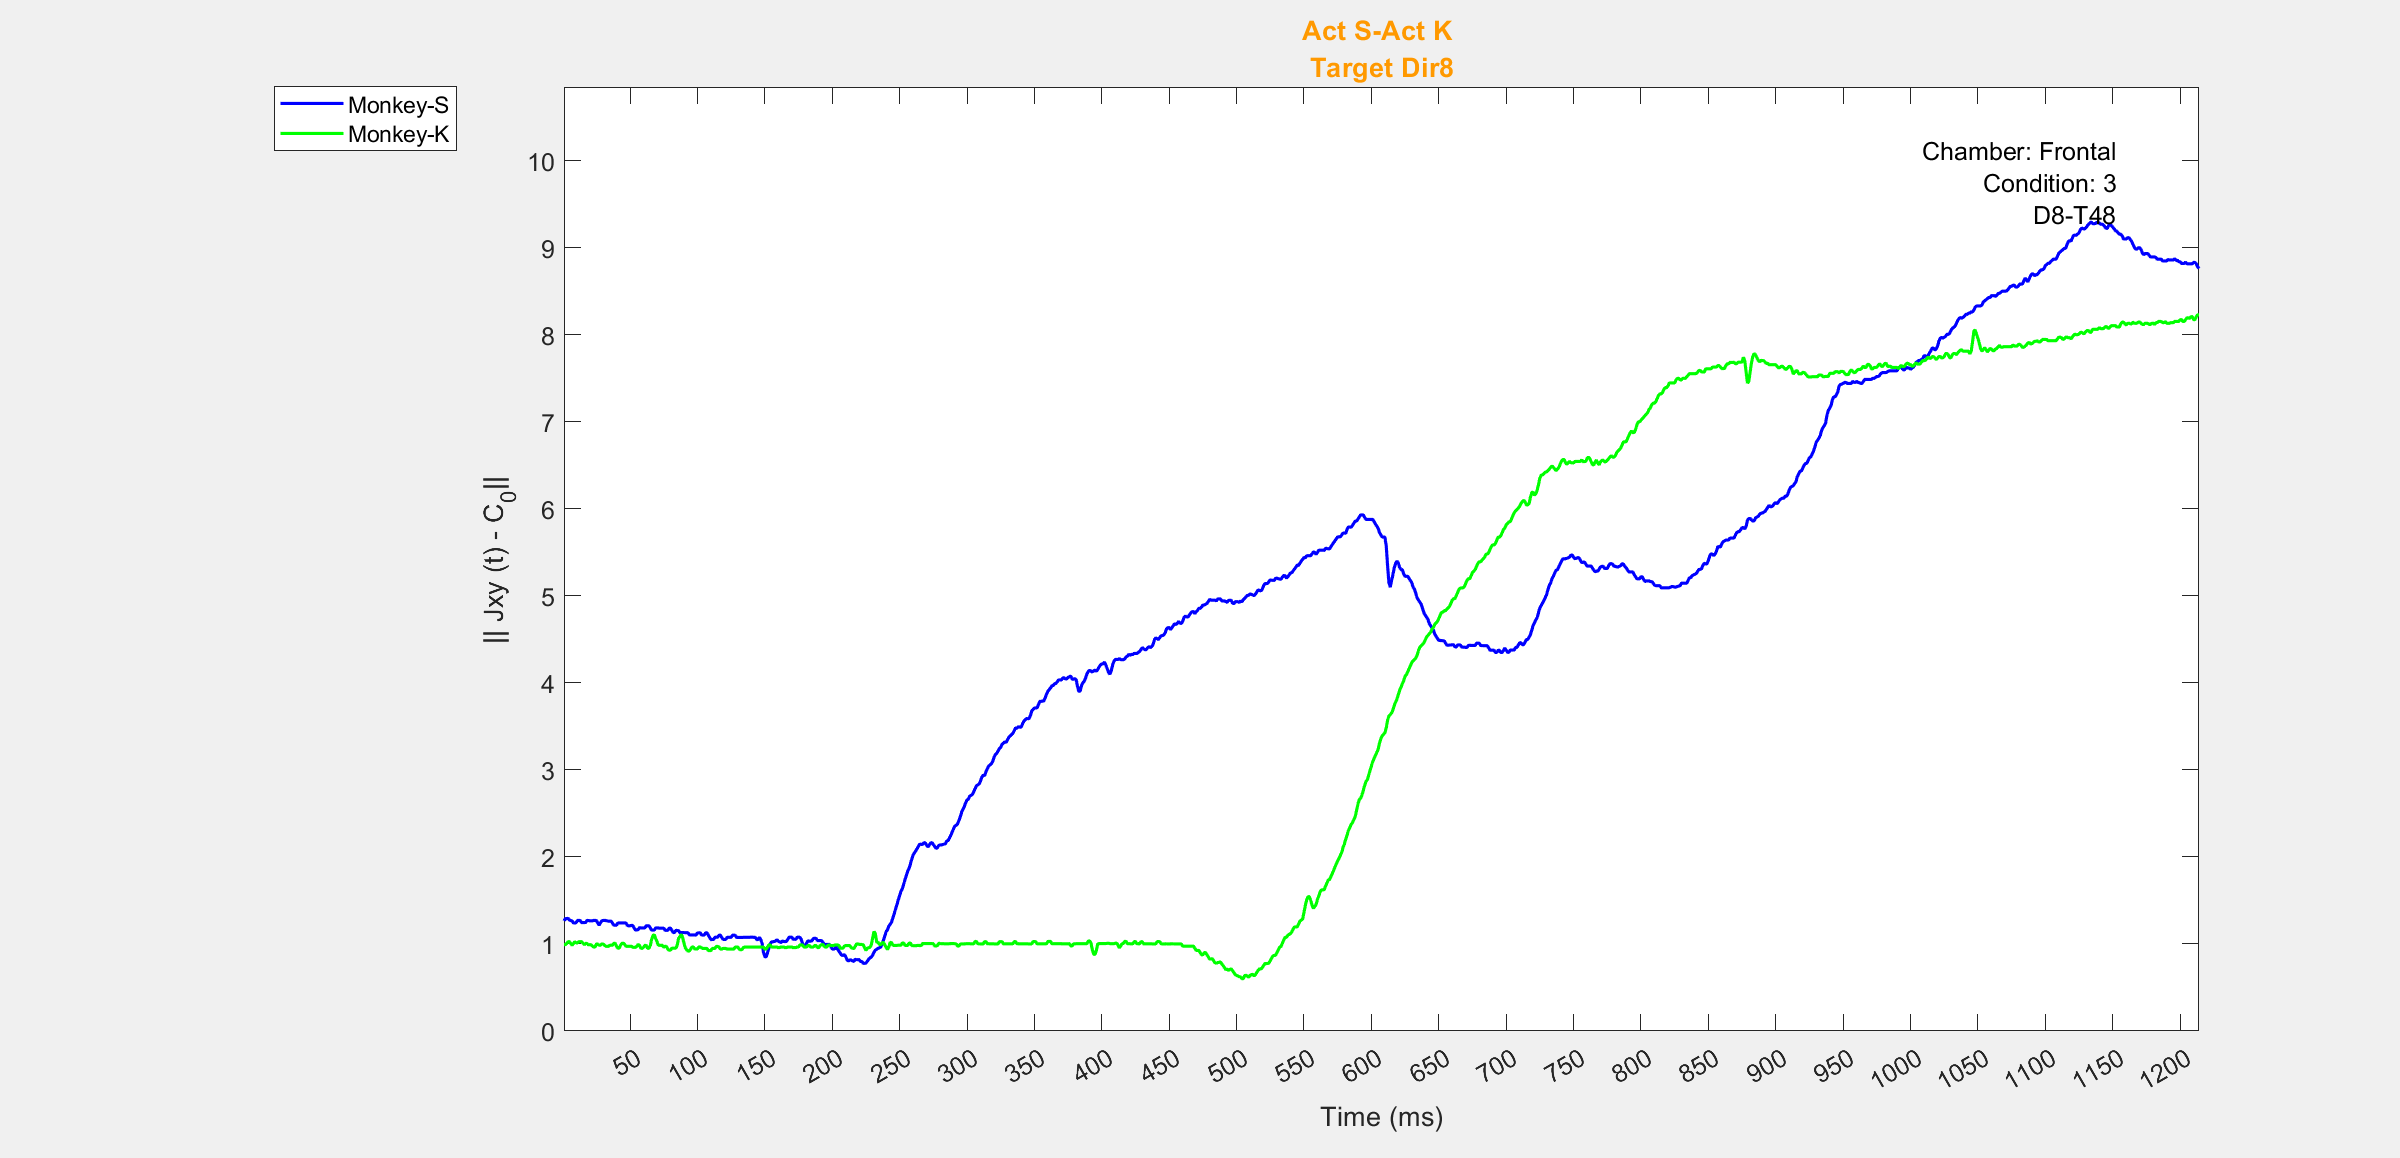 Act S-Act K
Target Dir8
Monkey-S
Monkey-K
Chamber: Frontal
Condition: 3
D8-T48
10
9
8
7
6
5
4
3
2
1
0
|| Jxy (t) - C0||
50 100 150 200 250 300 350 400 450 500 550 600 650 700 750 800 850 900 950 1000 1050 1100 1150 1200
Time (ms)